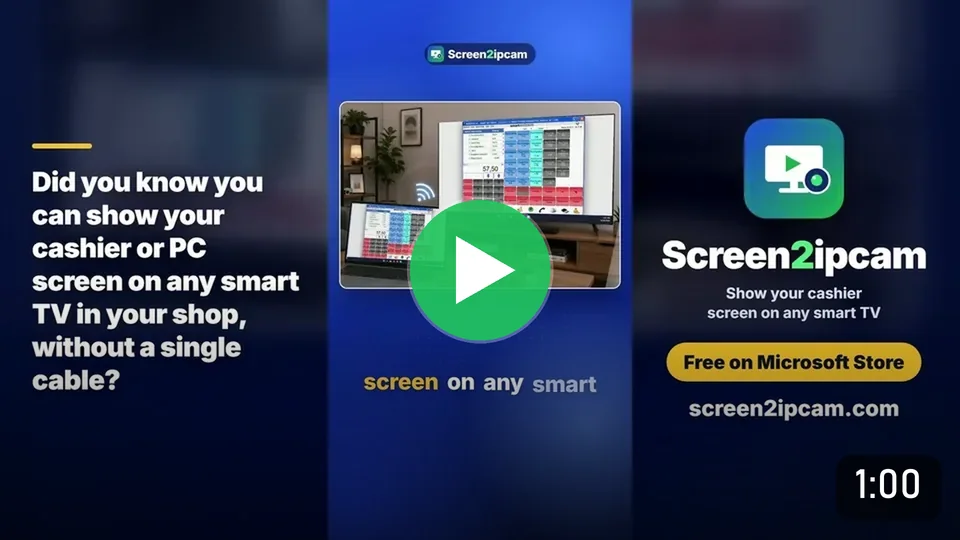 Did you know you
can show your
cashier or PC
screen on any smart
TV in your shop,
without a single
cable?
Screen2ipcam
57,50
screen on any smart
Screen2ipcam
Show your cashier
screen on any smart TV
Free on Microsoft Store
screen2ipcam.com
1:00